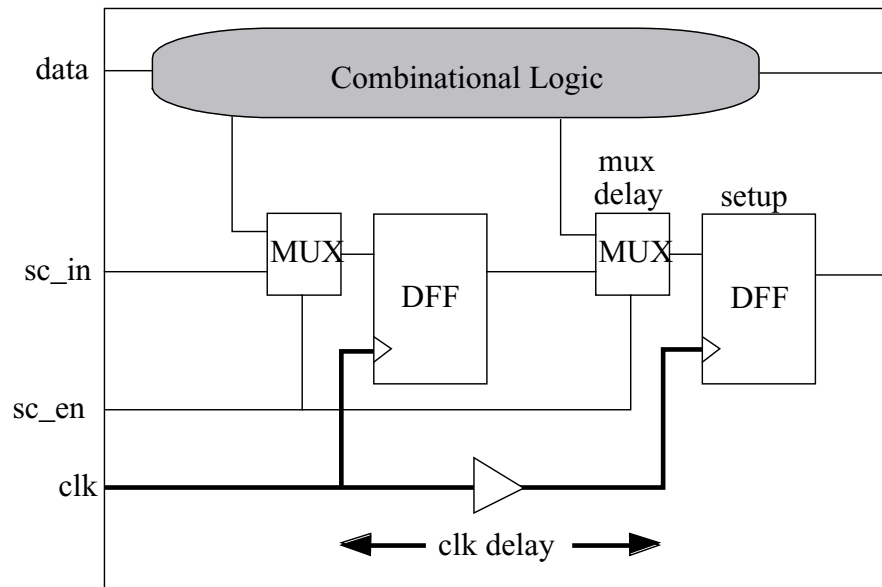 data
Combinational Logic
mux
delay
setup
MUX
MUX
sc_in
DFF
DFF
sc_en
clk
clk delay